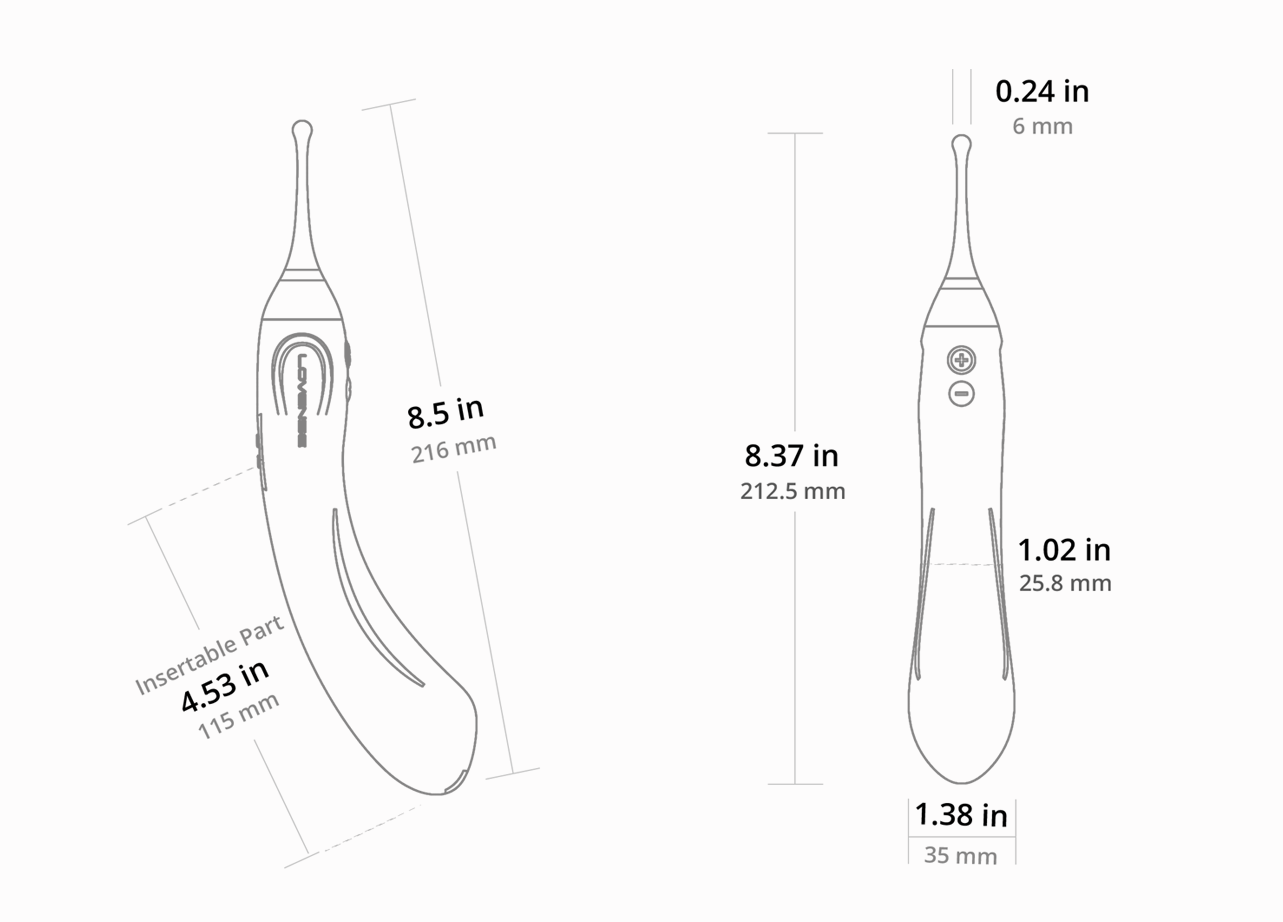 LOVENSE
8.5 in
216 mm
Insertable Part
4.53 in
115 mm
0.24 in
6 mm
8.37 in
212.5 mm
1.02 in
25.8 mm
1.38 in
35 mm